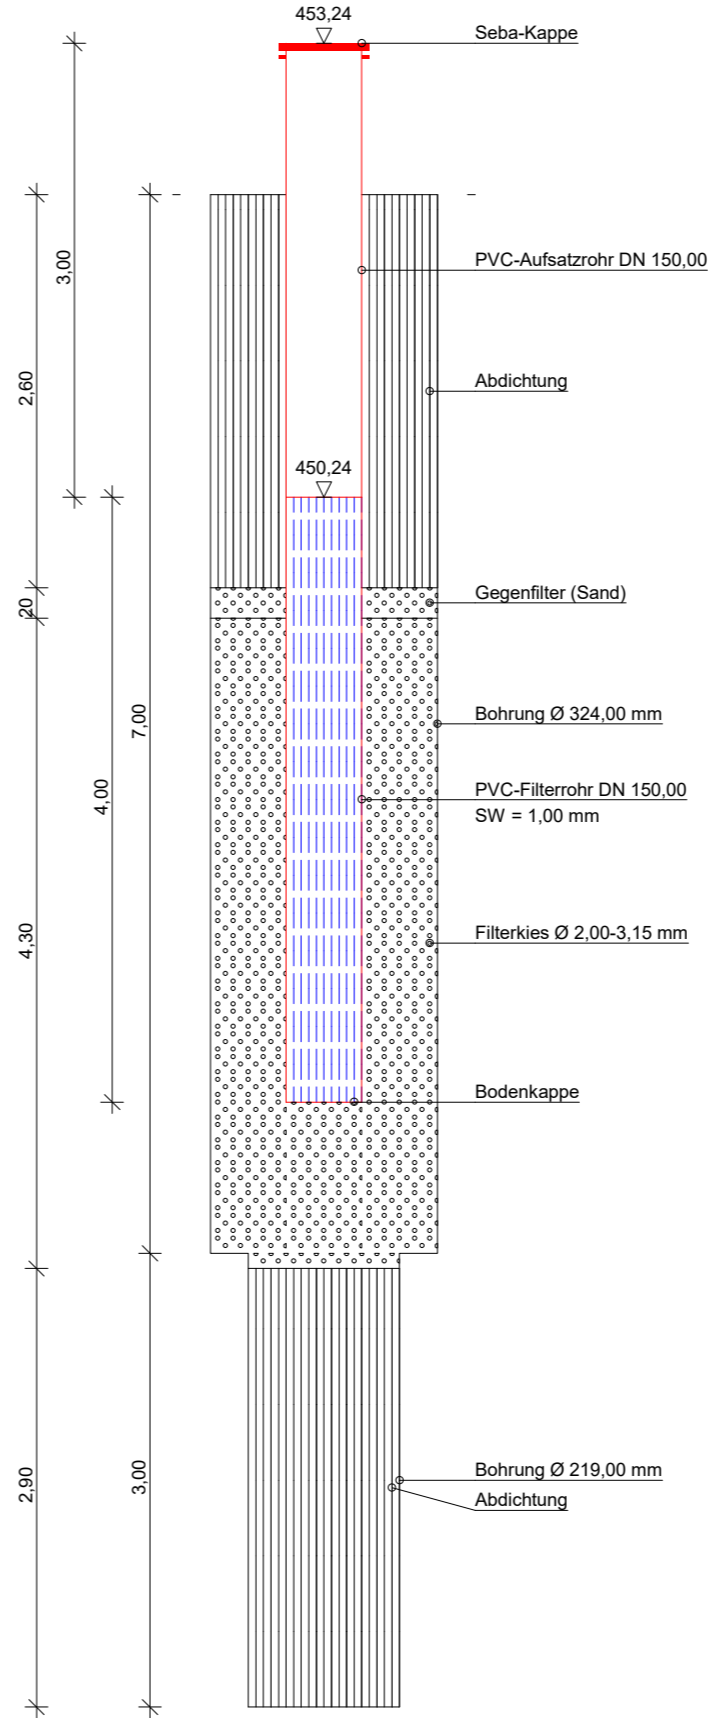 453,24
Seba-Kappe
3,00
PVC-Aufsatzrohr DN 150,00
2,60
Abdichtung
450,24
20
Gegenfilter (Sand)
7,00
Bohrung Ø 324,00 mm
4,00
PVC-Filterrohr DN 150,00
SW = 1,00 mm
4,30
Filterkies Ø 2,00-3,15 mm
Bodenkappe
2,90
3,00
Bohrung Ø 219,00 mm
Abdichtung